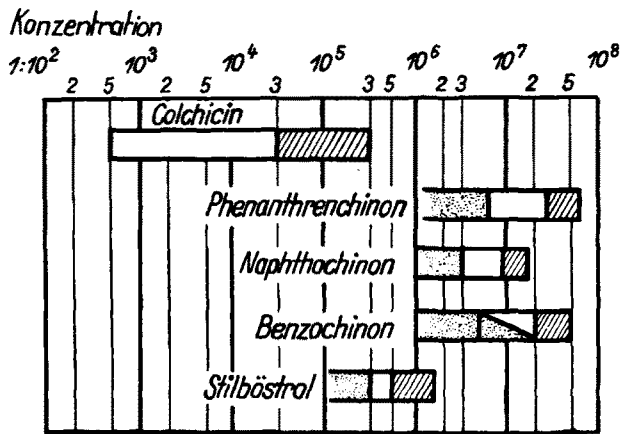 Konzentration
1:10² 10³ 10⁴ 10⁵ 10⁶ 10⁷ 10⁸
2 5 2 5 3 3 5 2 3 2 5
Colchicin
Phenanthrenchinon
Naphthochinon
Benzochinon
Stilböstrol